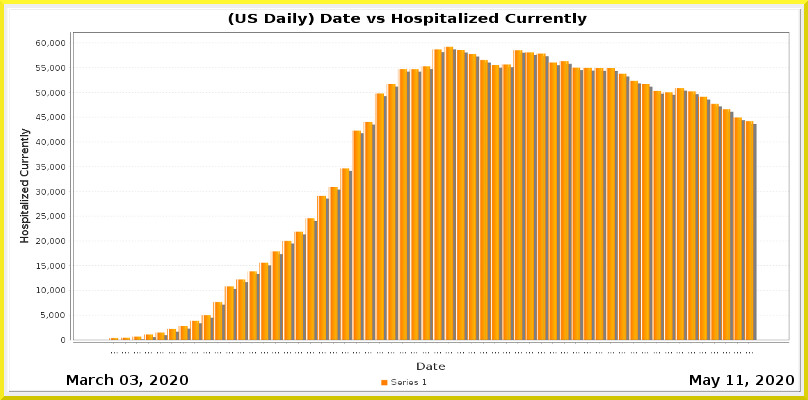 (US Daily) Date vs Hospitalized Currently
60,000
55,000
50,000
45,000
40,000
35,000
30,000
25,000
20,000
15,000
10,000
5,000
0
Hospitalized Currently
Date
March 03, 2020
Series 1
May 11, 2020